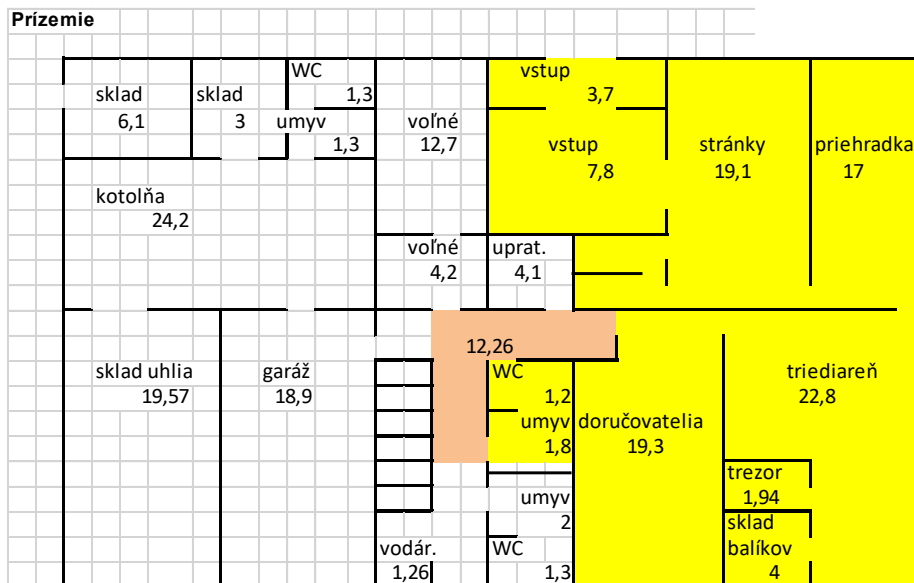 Prízemie
WC
vstup
sklad
sklad
1,3
3,7
6,1
3
umyv
voľné
1,3
12,7
vstup
stránky
priehradka
7,8
19,1
17
kotolňa
24,2
voľné
uprat.
4,2
4,1
12,26
sklad uhlia
garáž
WC
triediareň
19,57
18,9
1,2
22,8
umyv
doručovatelia
1,8
19,3
trezor
umyv
1,94
2
sklad
vodár.
WC
balíkov
1,26
1,3
4